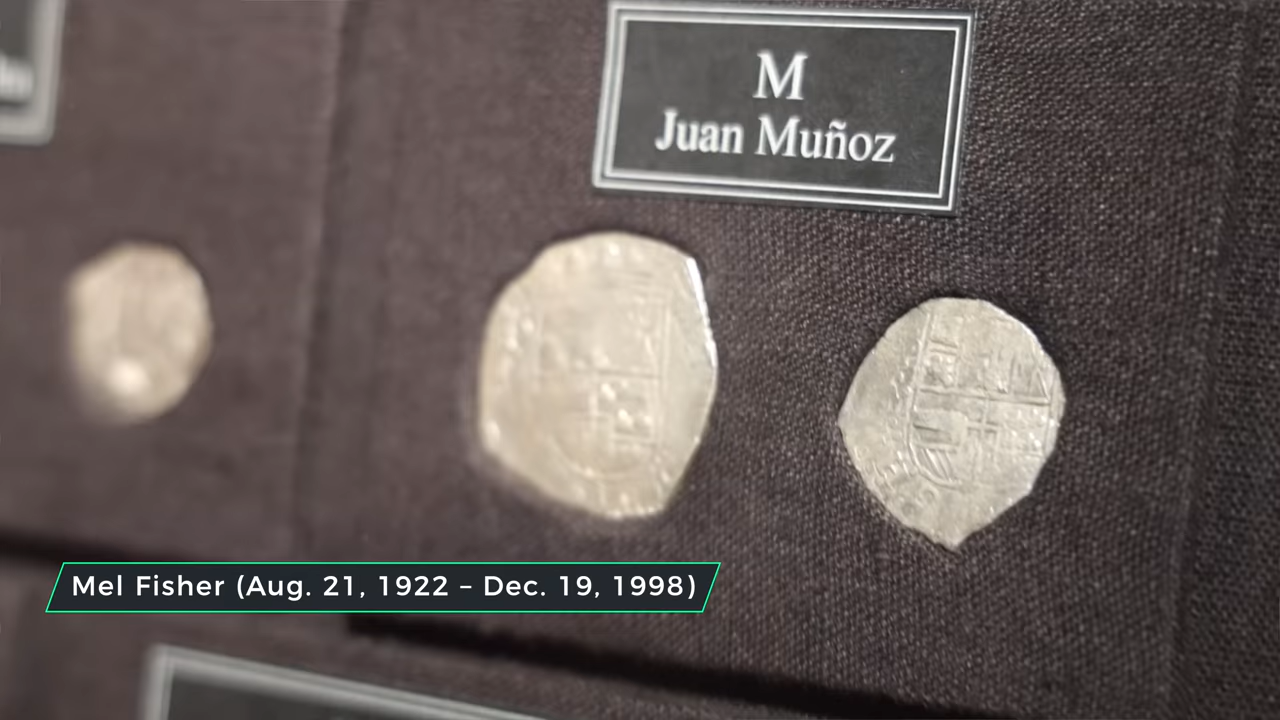 M
Juan Muñoz
Mel Fisher (Aug. 21, 1922 – Dec. 19, 1998)